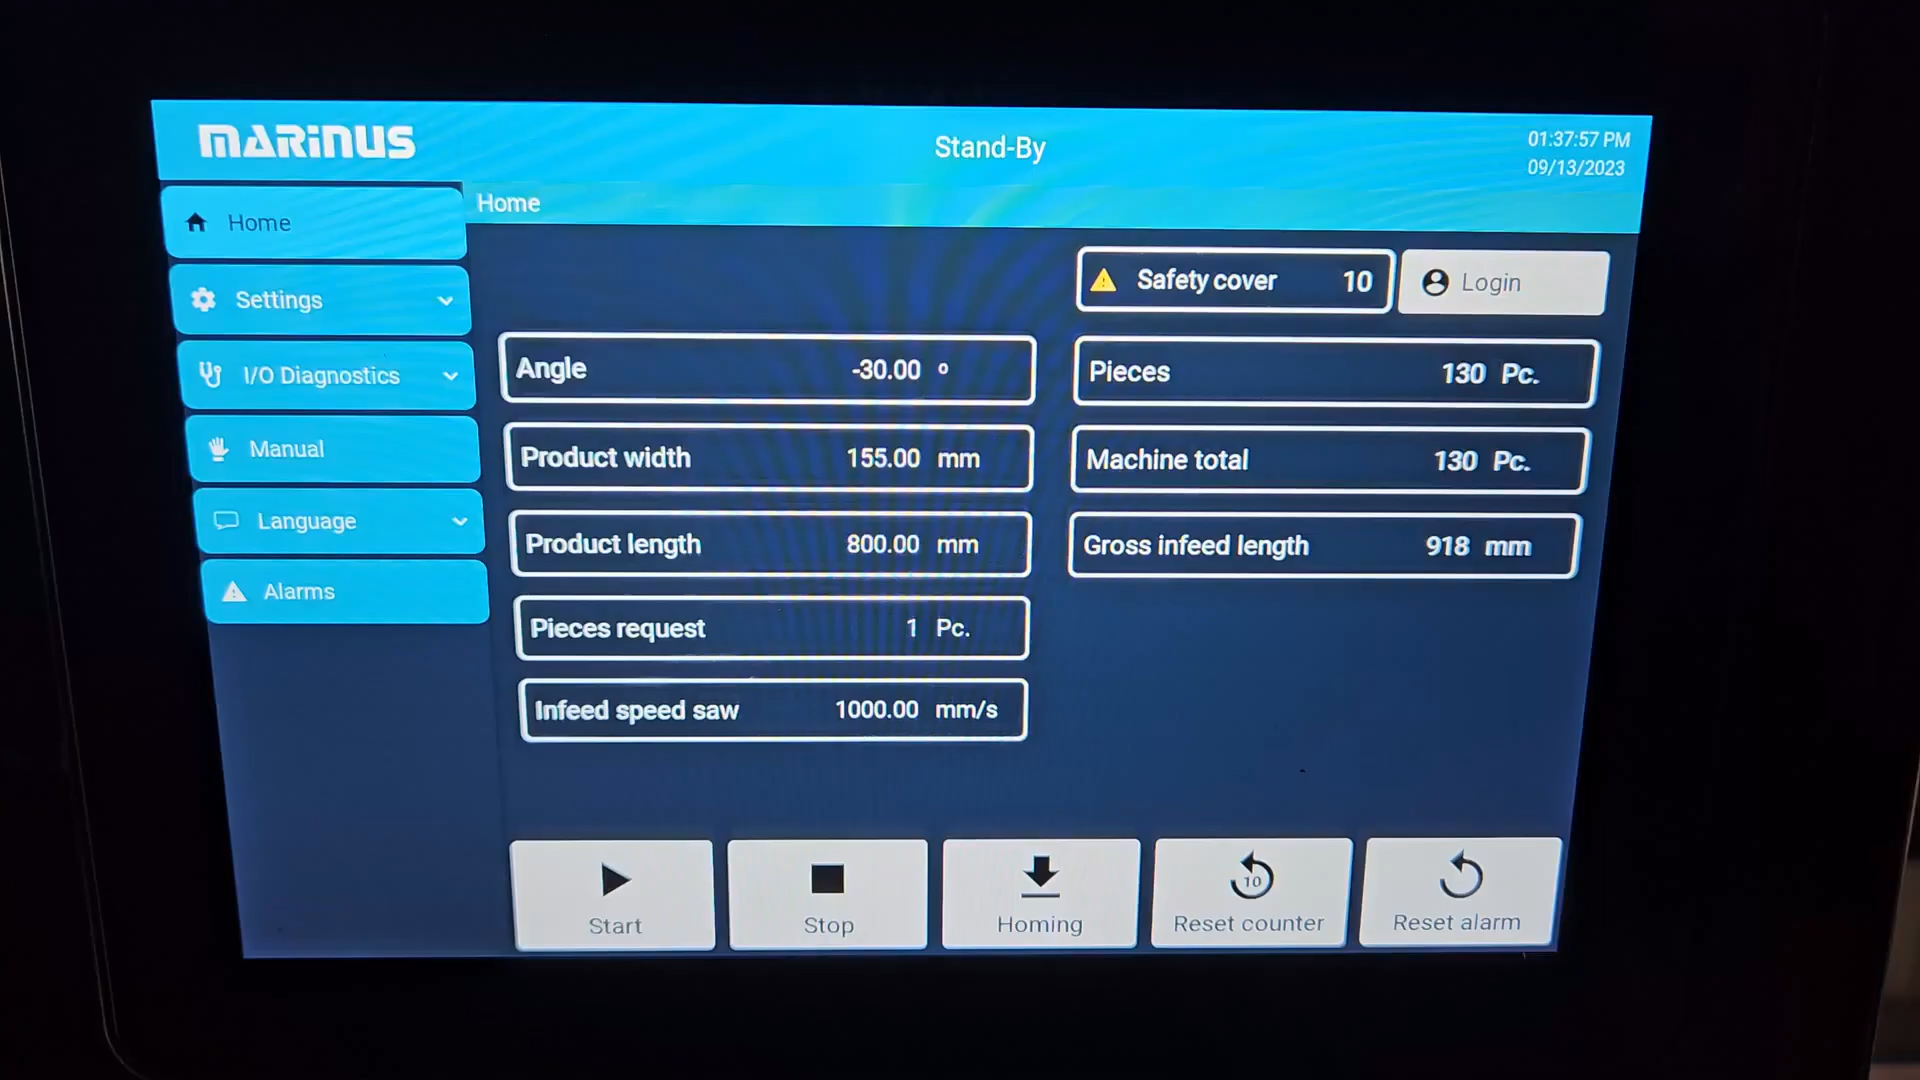 MARINUS
Stand-By
01:37:57 PM
09/13/2023
Home
Home
Settings
I/O Diagnostics
Manual
Language
Alarms
Safety cover 10
Login
Angle -30.00 °
Product width 155.00 mm
Product length 800.00 mm
Pieces request 1 Pc.
Infeed speed saw 1000.00 mm/s
Pieces 130 Pc.
Machine total 130 Pc.
Gross infeed length 918 mm
Start
Stop
Homing
10
Reset counter
Reset alarm